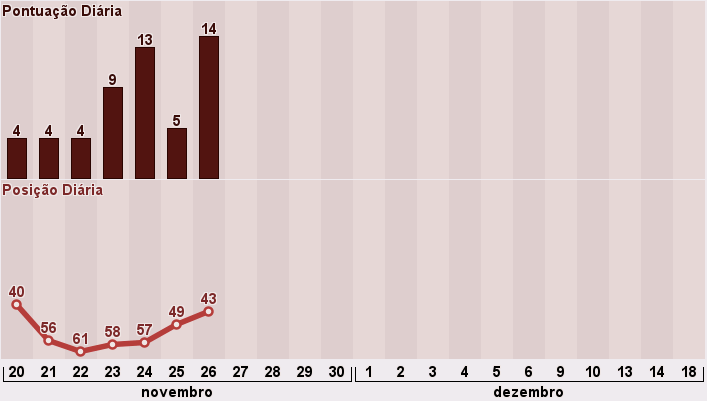 Pontuação Diária
4 4 4 9 13 5 14
Posição Diária
40 56 61 58 57 49 43
20 21 22 23 24 25 26 27 28 29 30 1 2 3 4 5 6 9 10 13 14 18
novembro dezembro